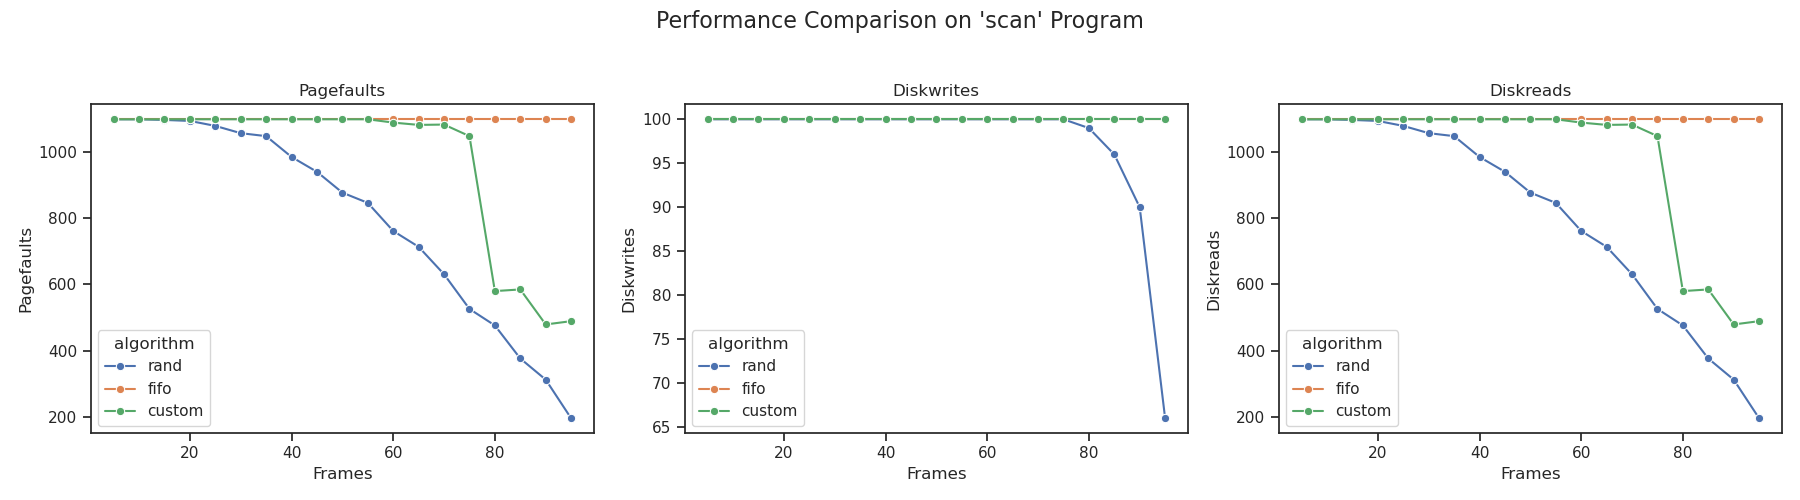 Performance Comparison on 'scan' Program
Pagefaults
Pagefaults
1000
800
600
400
200
20 40 60 80
Frames
algorithm
rand
fifo
custom
Diskwrites
Diskwrites
100
95
90
85
80
75
70
65
20 40 60 80
Frames
algorithm
rand
fifo
custom
Diskreads
Diskreads
1000
800
600
400
200
20 40 60 80
Frames
algorithm
rand
fifo
custom